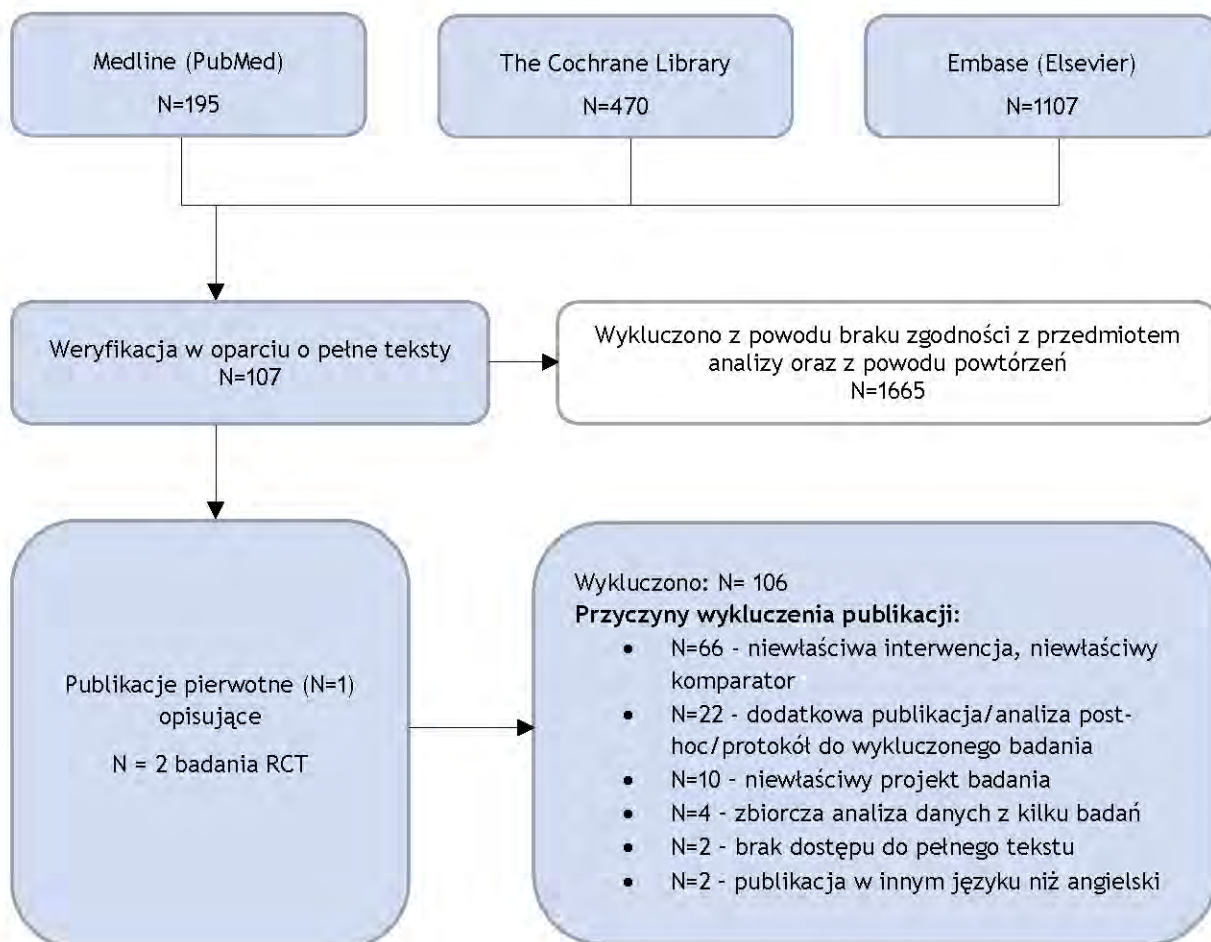 Medline (PubMed)
N=195
The Cochrane Library
N=470
Embase (Elsevier)
N=1107
Weryfikacja w oparciu o pełne teksty
N=107
Wykluczono z powodu braku zgodności z przedmiotem
analizy oraz z powodu powtórzeń
N=1665
Publikacje pierwotne (N=1)
opisujące
N = 2 badania RCT
Wykluczono: N= 106
Przyczyny wykluczenia publikacji:
• N=66 - niewłaściwa interwencja, niewłaściwy
komparator
• N=22 - dodatkowa publikacja/analiza post-
hoc/protokół do wykluczonego badania
• N=10 - niewłaściwy projekt badania
• N=4 - zbiorcza analiza danych z kilku badań
• N=2 - brak dostępu do pełnego tekstu
• N=2 - publikacja w innym języku niż angielski